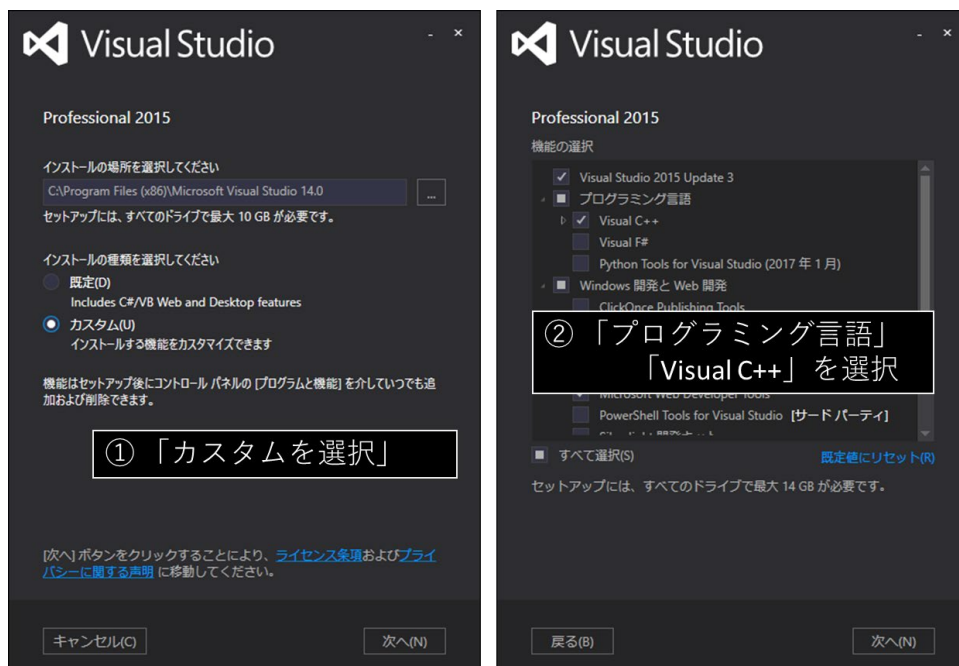 Visual Studio
Professional 2015
インストールの場所を選択してください
C:\Program Files (x86)\Microsoft Visual Studio 14.0
...
セットアップには、すべてのドライブで最大 10 GB が必要です。
インストールの種類を選択してください
既定(D)
Includes C#/VB Web and Desktop features
カスタム(U)
インストールする機能をカスタマイズできます
機能はセットアップ後にコントロール パネルの [プログラムと機能] を介していつでも追
加および削除できます。
① 「カスタムを選択」
[次へ] ボタンをクリックすることにより、ライセンス条項およびプライ
バシーに関する声明 に移動してください。
キャンセル(C)
次へ(N)
Visual Studio
Professional 2015
機能の選択
Visual Studio 2015 Update 3
プログラミング言語
Visual C++
Visual F#
Python Tools for Visual Studio (2017 年 1 月)
Windows 開発と Web 開発
ClickOnce Publishing Tools
② 「プログラミング言語」
「Visual C++」を選択
Microsoft Web Developer Tools
PowerShell Tools for Visual Studio [サード パーティ]
すべて選択(S)
既定値にリセット(R)
セットアップには、すべてのドライブで最大 14 GB が必要です。
戻る(B)
次へ(N)